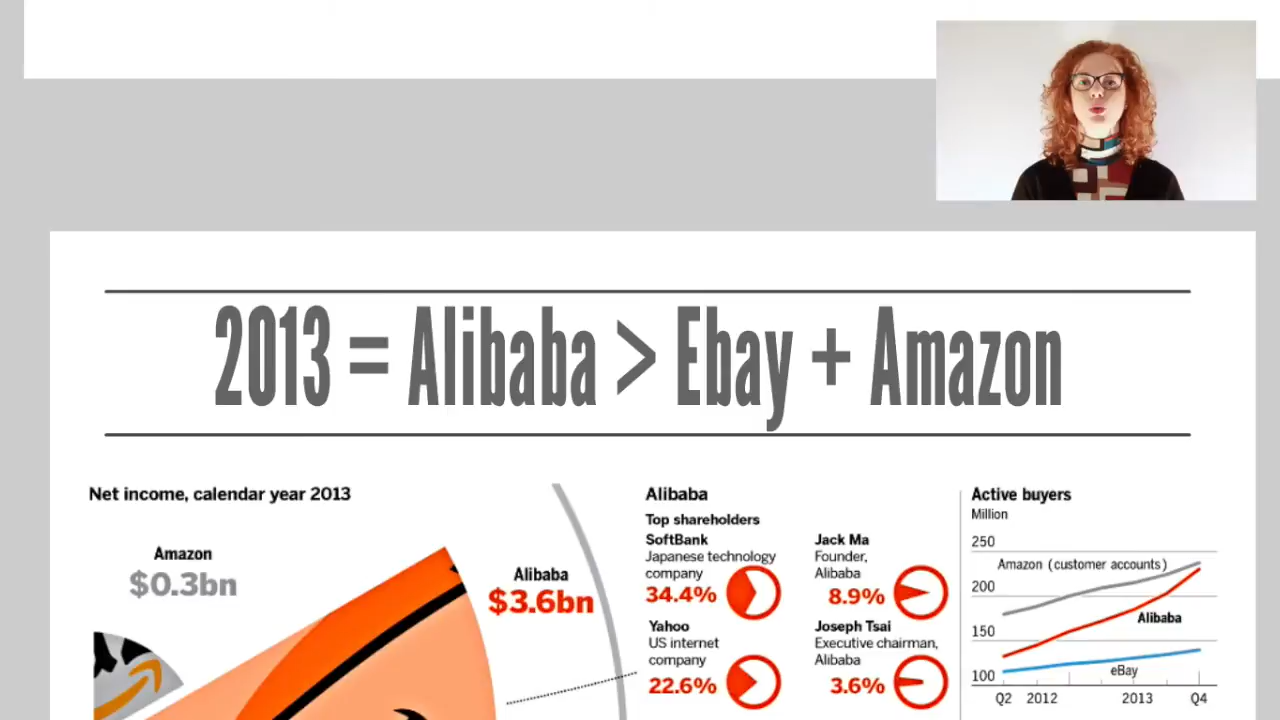 2013 = Alibaba > Ebay + Amazon
Net income, calendar year 2013
Amazon
$0.3bn
Alibaba
$3.6bn
Alibaba
Top shareholders
SoftBank
Japanese technology
company
34.4%
Jack Ma
Founder,
Alibaba
8.9%
Yahoo
US internet
company
22.6%
Joseph Tsai
Executive chairman,
Alibaba
3.6%
Active buyers
Million
250
Amazon (customer accounts)
200
Alibaba
150
eBay
100
Q2 2012 2013 Q4